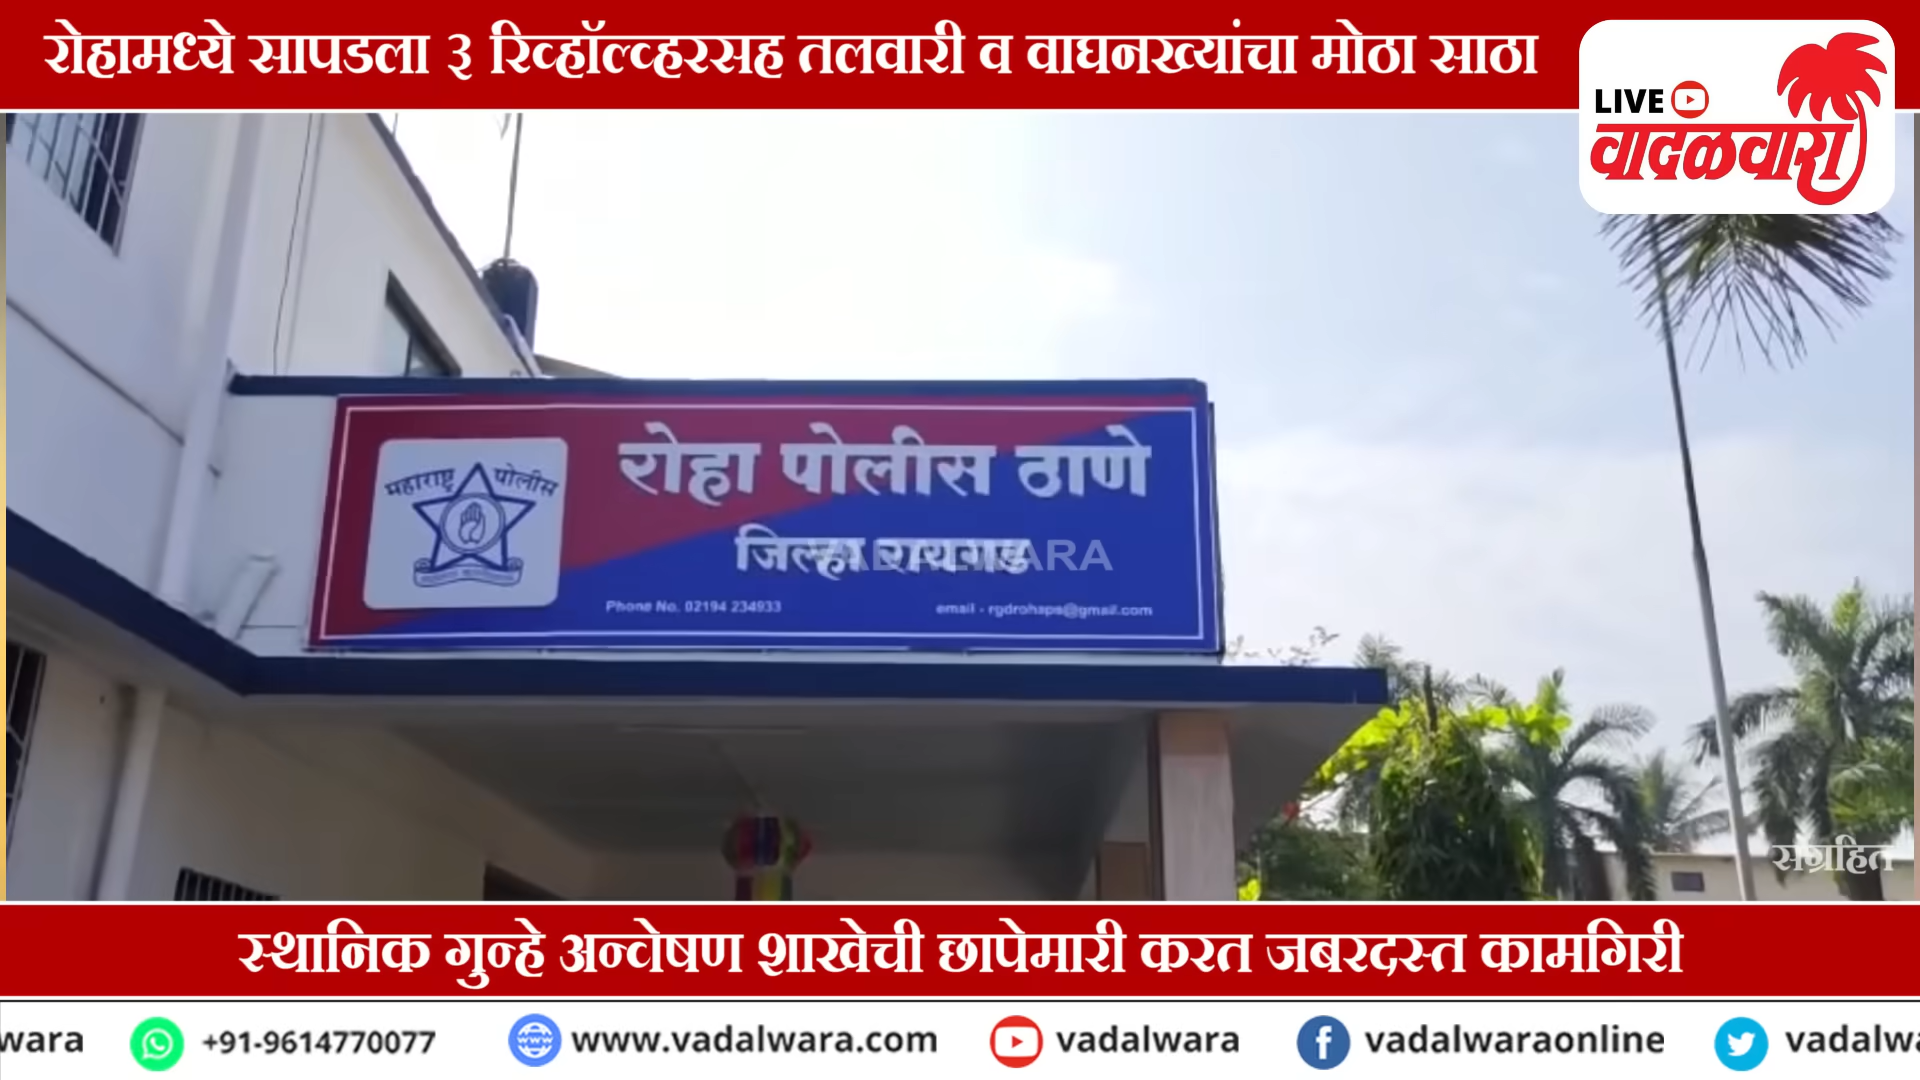 रोहामध्ये सापडला ३ रिव्हॉल्व्हरसह तलवारी व वाघनख्यांचा मोठा साठा
LIVE
वादळवारा
महाराष्ट्र पोलीस
रोहा पोलीस ठाणे
जिल्हा रायगड
VADALWARA
Phone No. 02194 234933
email - rgdrohaps@gmail.com
संग्रहित
स्थानिक गुन्हे अन्वेषण शाखेची छापेमारी करत जबरदस्त कामगिरी
wara +91-9614770077 www.vadalwara.com vadalwara vadalwaraonline vadalwa